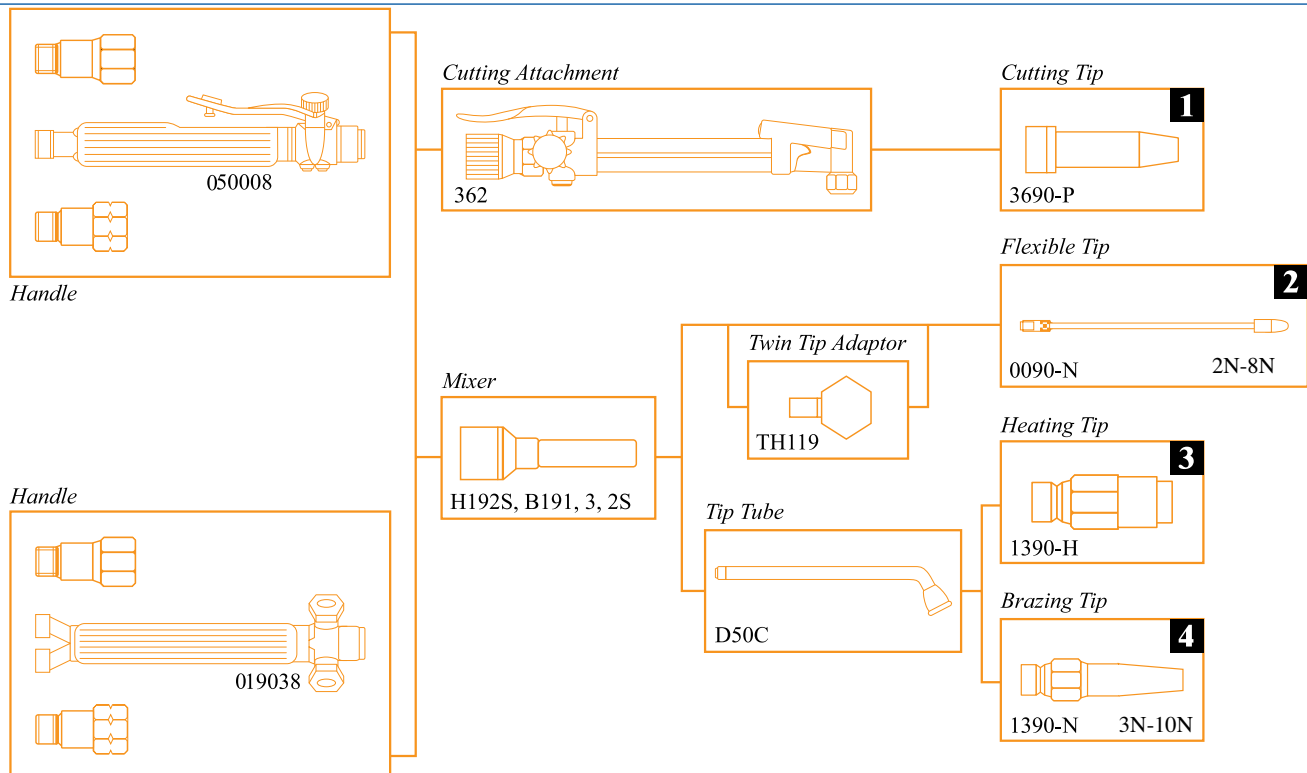 050008
Handle
Cutting Attachment
362
Cutting Tip
1
3690-P
Flexible Tip
2
0090-N 2N-8N
Twin Tip Adaptor
TH119
Mixer
H192S, B191, 3, 2S
Heating Tip
3
1390-H
Tip Tube
D50C
Brazing Tip
4
1390-N 3N-10N
Handle
019038